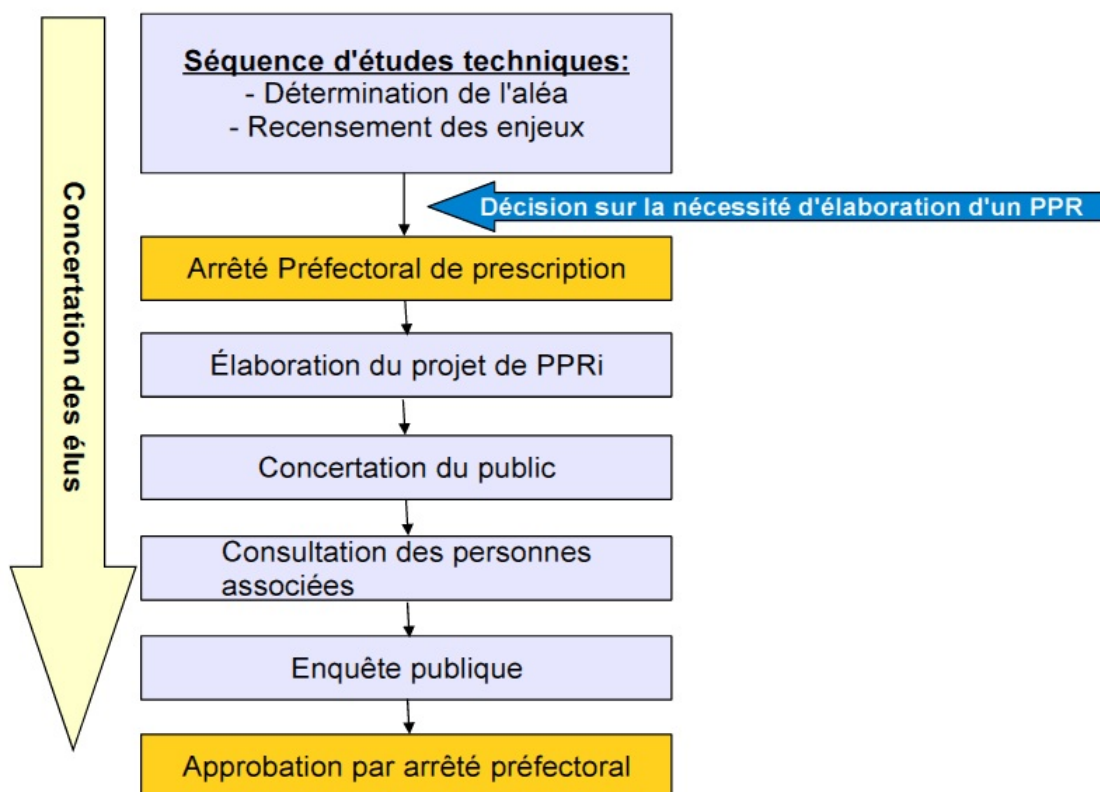 Séquence d'études techniques:
- Détermination de l'aléa
- Recensement des enjeux
Concertation des élus
Décision sur la nécessité d'élaboration d'un PPR
Arrêté Préfectoral de prescription
Élaboration du projet de PPRi
Concertation du public
Consultation des personnes
associées
Enquête publique
Approbation par arrêté préfectoral